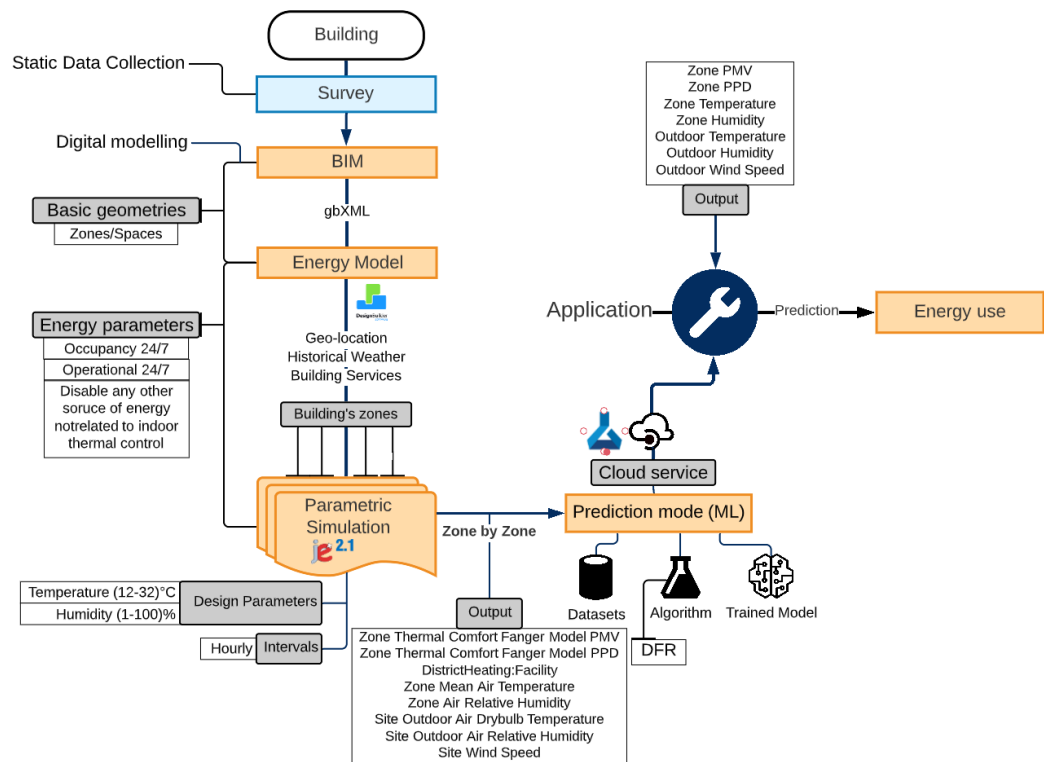 Building
Static Data Collection
Survey
Digital modelling
BIM
Basic geometries
Zones/Spaces
gbXML
Energy Model
DesignBuilder
Energy parameters
Occupancy 24/7
Operational 24/7
Disable any other
soruce of energy
notrelated to indoor
thermal control
Geo-location
Historical Weather
Building Services
Building's zones
Parametric
Simulation
je 2.1
Zone by Zone
Temperature (12-32)°C
Humidity (1-100)%
Design Parameters
Hourly
Intervals
Output
Zone Thermal Comfort Fanger Model PMV
Zone Thermal Comfort Fanger Model PPD
DistrictHeating:Facility
Zone Mean Air Temperature
Zone Air Relative Humidity
Site Outdoor Air Drybulb Temperature
Site Outdoor Air Relative Humidity
Site Wind Speed
Zone PMV
Zone PPD
Zone Temperature
Zone Humidity
Outdoor Temperature
Outdoor Humidity
Outdoor Wind Speed
Output
Application
Prediction
Energy use
Cloud service
Prediction mode (ML)
Datasets
Algorithm
Trained Model
DFR